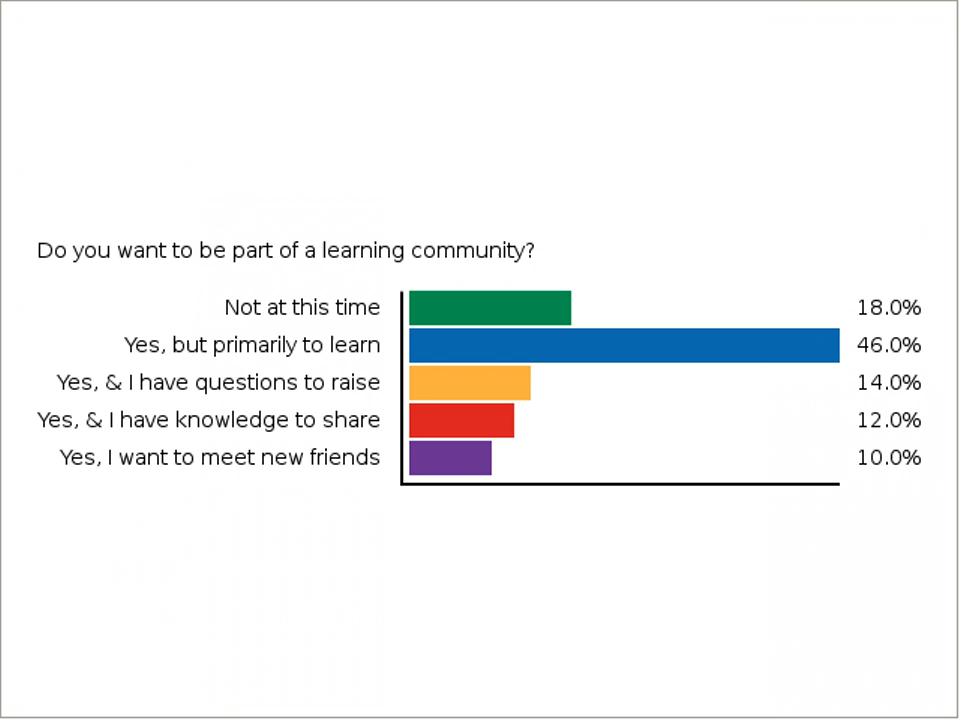 Do you want to be part of a learning community?
Not at this time 18.0%
Yes, but primarily to learn 46.0%
Yes, & I have questions to raise 14.0%
Yes, & I have knowledge to share 12.0%
Yes, I want to meet new friends 10.0%